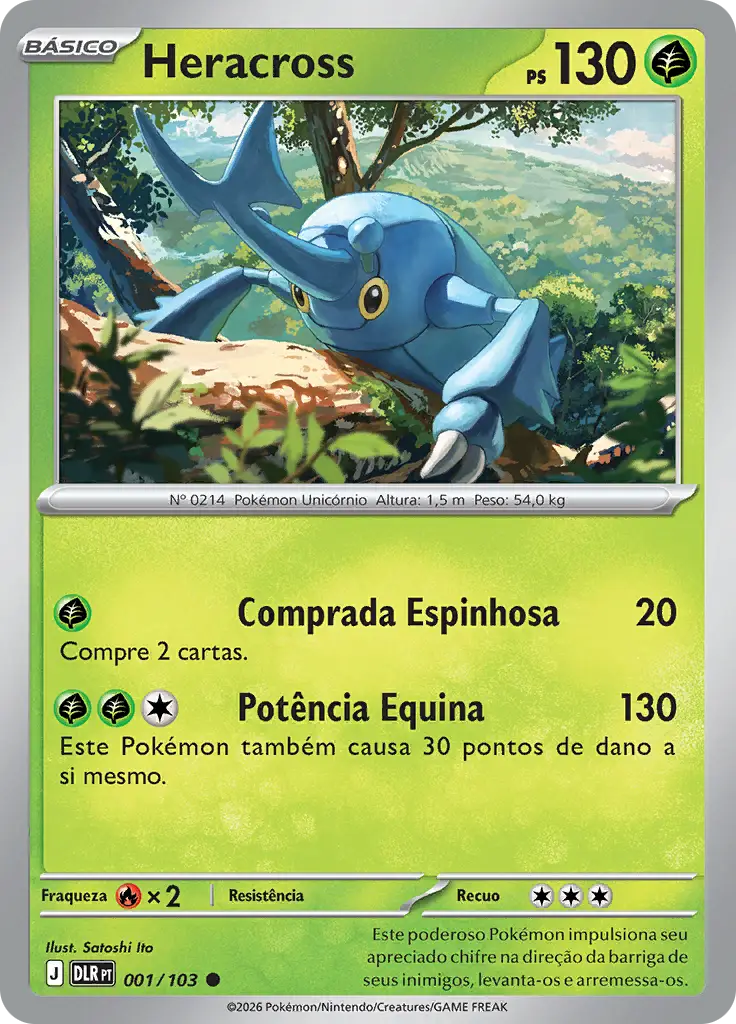 BÁSICO
Heracross
PS 130
Nº 0214 Pokémon Unicórnio Altura: 1,5 m Peso: 54,0 kg
Comprada Espinhosa 20
Compre 2 cartas.
Potência Equina 130
Este Pokémon também causa 30 pontos de dano a
si mesmo.
Fraqueza ×2 Resistência Recuo
Ilust. Satoshi Ito
Este poderoso Pokémon impulsiona seu
apreciado chifre na direção da barriga de
seus inimigos, levanta-os e arremessa-os.
J DLR PT 001/103
©2026 Pokémon/Nintendo/Creatures/GAME FREAK